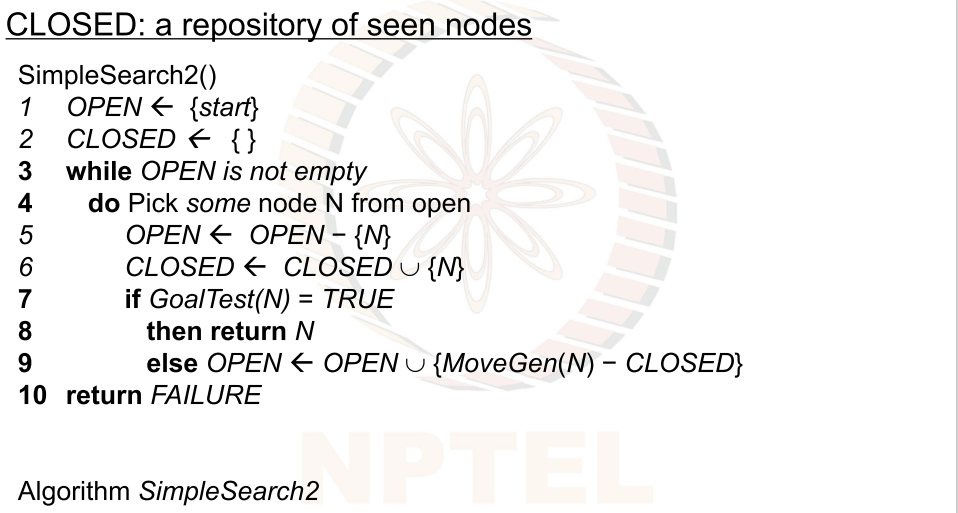 CLOSED: a repository of seen nodes
SimpleSearch2()
1 OPEN ← {start}
2 CLOSED ← { }
3 while OPEN is not empty
4 do Pick some node N from open
5 OPEN ← OPEN − {N}
6 CLOSED ← CLOSED ∪ {N}
7 if GoalTest(N) = TRUE
8 then return N
9 else OPEN ← OPEN ∪ {MoveGen(N) − CLOSED}
10 return FAILURE
NPTEL
Algorithm SimpleSearch2